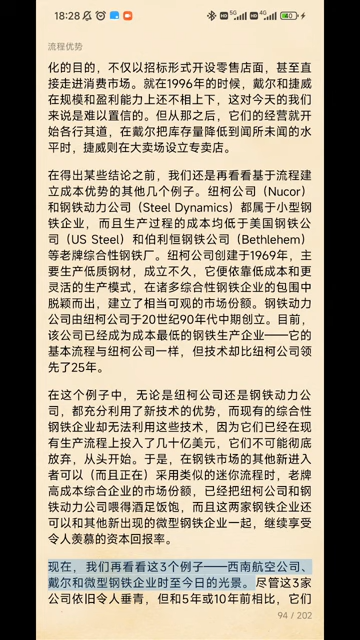 18:28
5G
4G
流程优势
化的目的，不仅以招标形式开设零售店面，甚至直
接走进消费市场。就在1996年的时候，戴尔和捷威
在规模和盈利能力上还不相上下，这对今天的我们
来说是难以置信的。但从那之后，它们的经营就开
始各行其道，在戴尔把库存量降低到闻所未闻的水
平时，捷威则在大卖场设立专卖店。
在得出某些结论之前，我们还是再看看基于流程建
立成本优势的其他几个例子。纽柯公司（Nucor）
和钢铁动力公司（Steel Dynamics）都属于小型钢
铁企业，而且生产过程的成本均低于美国钢铁公
司（US Steel）和伯利恒钢铁公司（Bethlehem）
等老牌综合性钢铁厂。纽柯公司创建于1969年，主
要生产低质钢材，成立不久，它便依靠低成本和更
灵活的生产模式，在诸多综合性钢铁企业的包围中
脱颖而出，建立了相当可观的市场份额。钢铁动力
公司由纽柯公司于20世纪90年代中期创立。目前，
该公司已经成为成本最低的钢铁生产企业——它的
基本流程与纽柯公司一样，但技术却比纽柯公司领
先了25年。
在这个例子中，无论是纽柯公司还是钢铁动力公
司，都充分利用了新技术的优势，而现有的综合性
钢铁企业却无法利用这些技术，因为它们已经在现
有生产流程上投入了几十亿美元，它们不可能彻底
放弃，从头开始。于是，在钢铁市场的其他新进入
者可以（而且正在）采用类似的迷你流程时，老牌
高成本综合企业的市场份额，已经把纽柯公司和钢
铁动力公司喂得酒足饭饱，而且这两家钢铁企业还
可以和其他新出现的微型钢铁企业一起，继续享受
令人羡慕的资本回报率。
现在，我们再看看这3个例子——西南航空公司、
戴尔和微型钢铁企业时至今日的光景。尽管这3家
公司依旧令人垂青，但和5年或10年前相比，它们
94 / 202